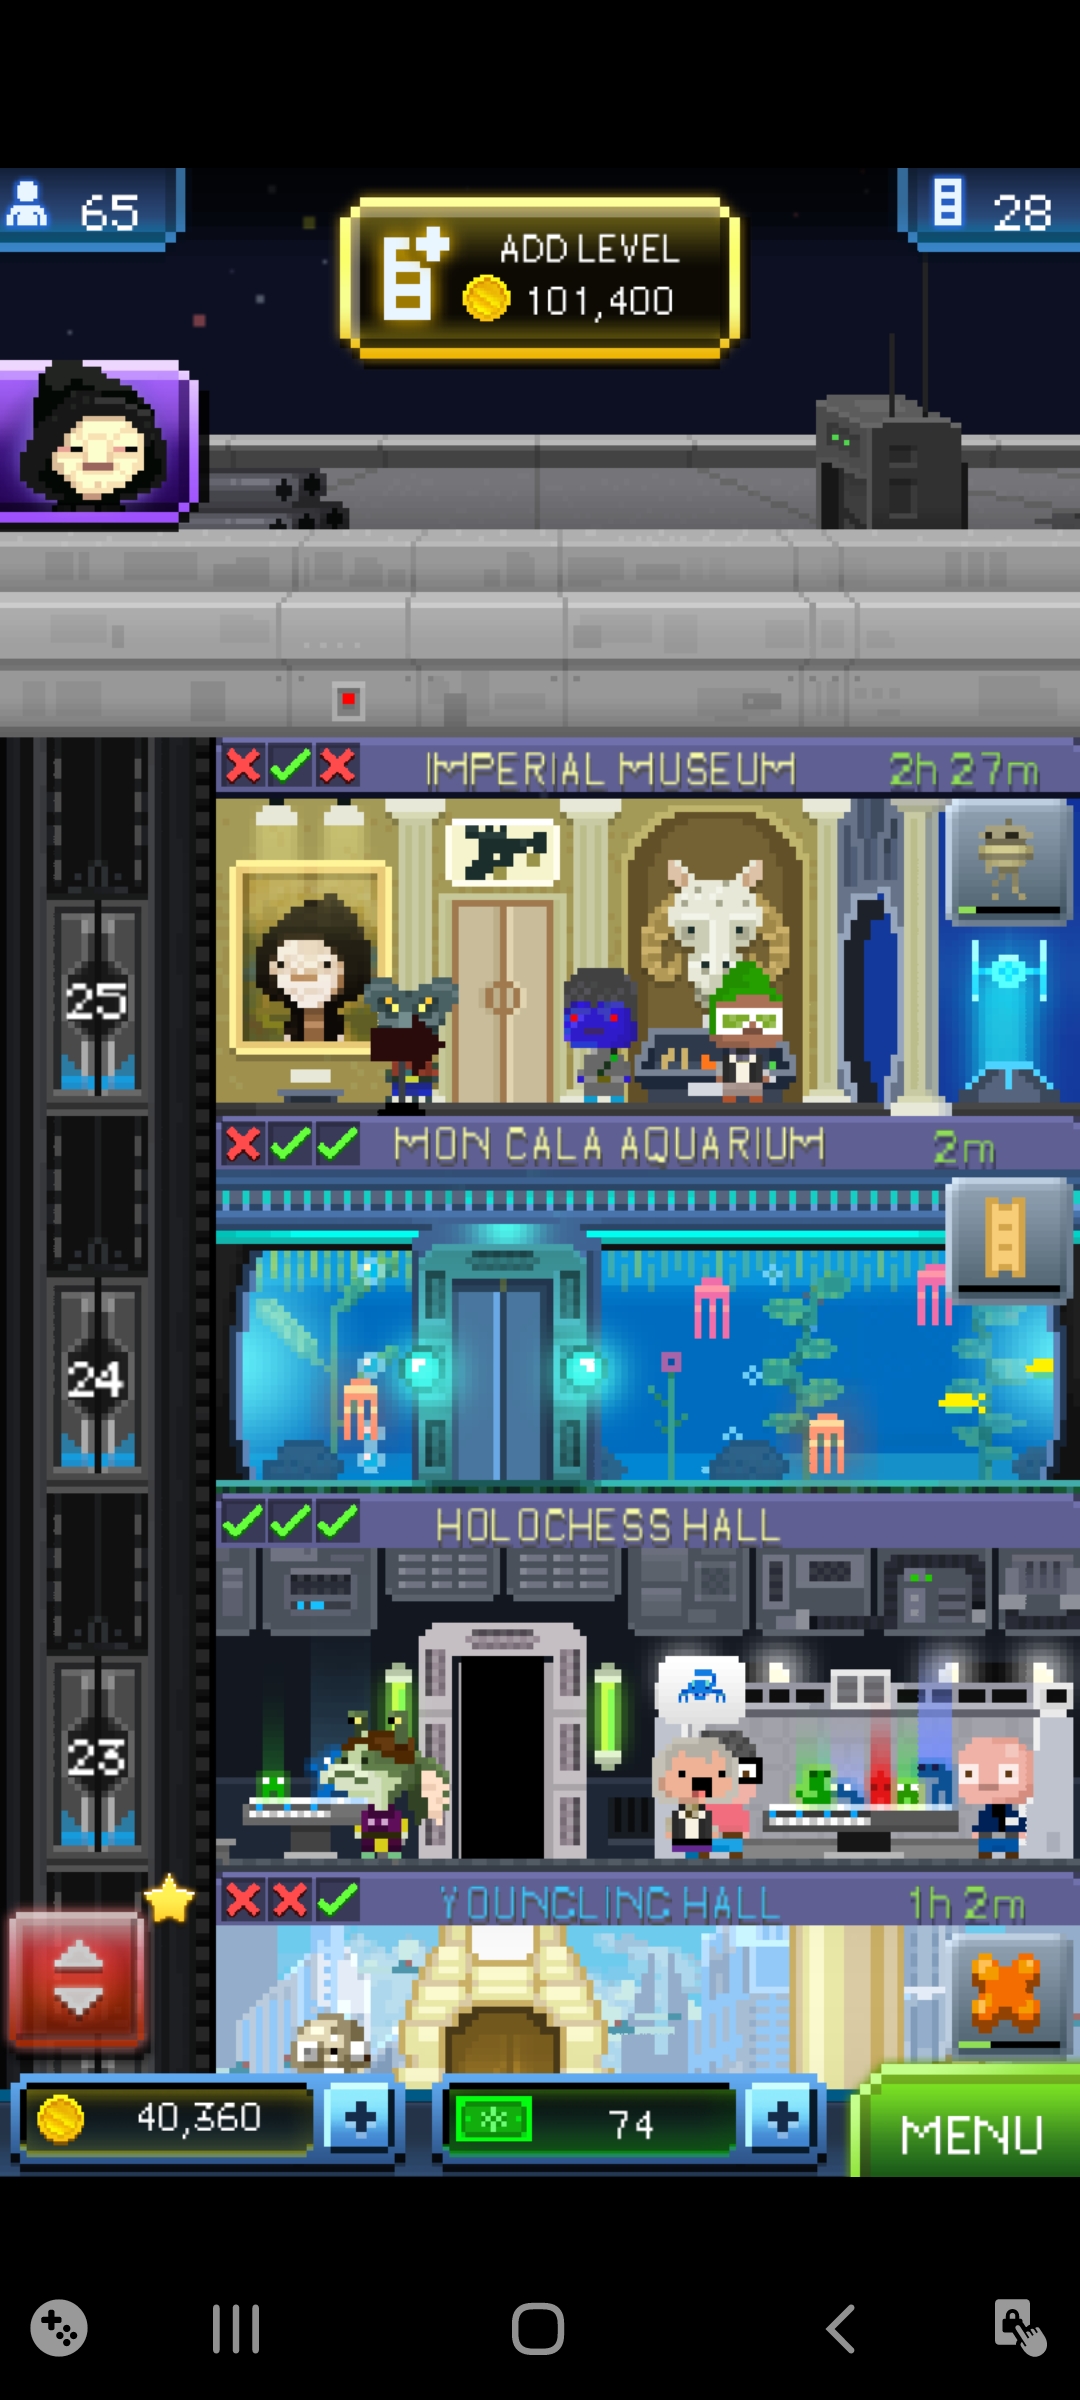 65
ADD LEVEL
101,400
28
IMPERIAL MUSEUM 2h 27m
25
MON CALA AQUARIUM 2m
24
HOLOCHESS HALL
23
YOUNGLING HALL 1h 2m
40,360
74
MENU